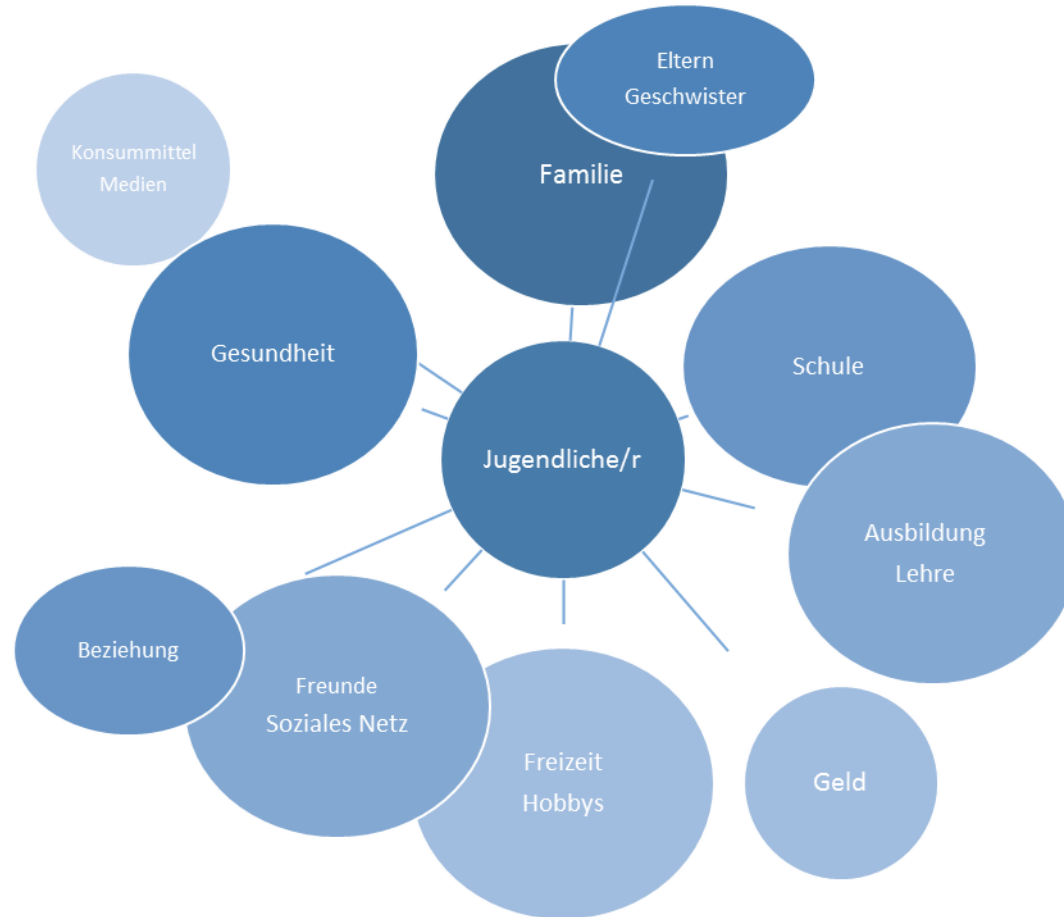 Eltern
Geschwister
Konsummittel
Medien
Familie
Gesundheit
Schule
Jugendliche/r
Ausbildung
Lehre
Beziehung
Freunde
Soziales Netz
Freizeit
Hobbys
Geld